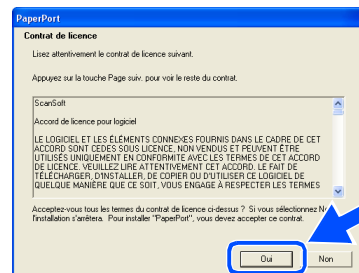 PaperPort
Contrat de licence
Lisez attentivement le contrat de licence suivant.
Appuyez sur la touche Page suiv. pour voir le reste du contrat.
ScanSoft
Accord de licence pour logiciel
LE LOGICIEL ET LES ÉLÉMENTS CONNEXES FOURNIS DANS LE CADRE DE CET
ACCORD SONT CEDES SOUS LICENCE, NON VENDUS ET PEUVENT ÊTRE
UTILISÉS UNIQUEMENT EN CONFORMITE AVEC LES TERMES DE CET ACCORD
DE LICENCE. VEUILLEZ LIRE ATTENTIVEMENT CET ACCORD. LE FAIT DE
TÉLÉCHARGER, D'INSTALLER, DE COPIER OU D'UTILISER CE LOGICIEL DE
QUELQUE MANIÈRE QUE CE SOIT, VOUS ENGAGE À RESPECTER LES TERMES
Acceptez-vous tous les termes du contrat de licence ci-dessus ? Si vous sélectionnez
l'installation s'arrêtera. Pour installer "PaperPort", vous devez accepter ce contrat.
Oui
Non